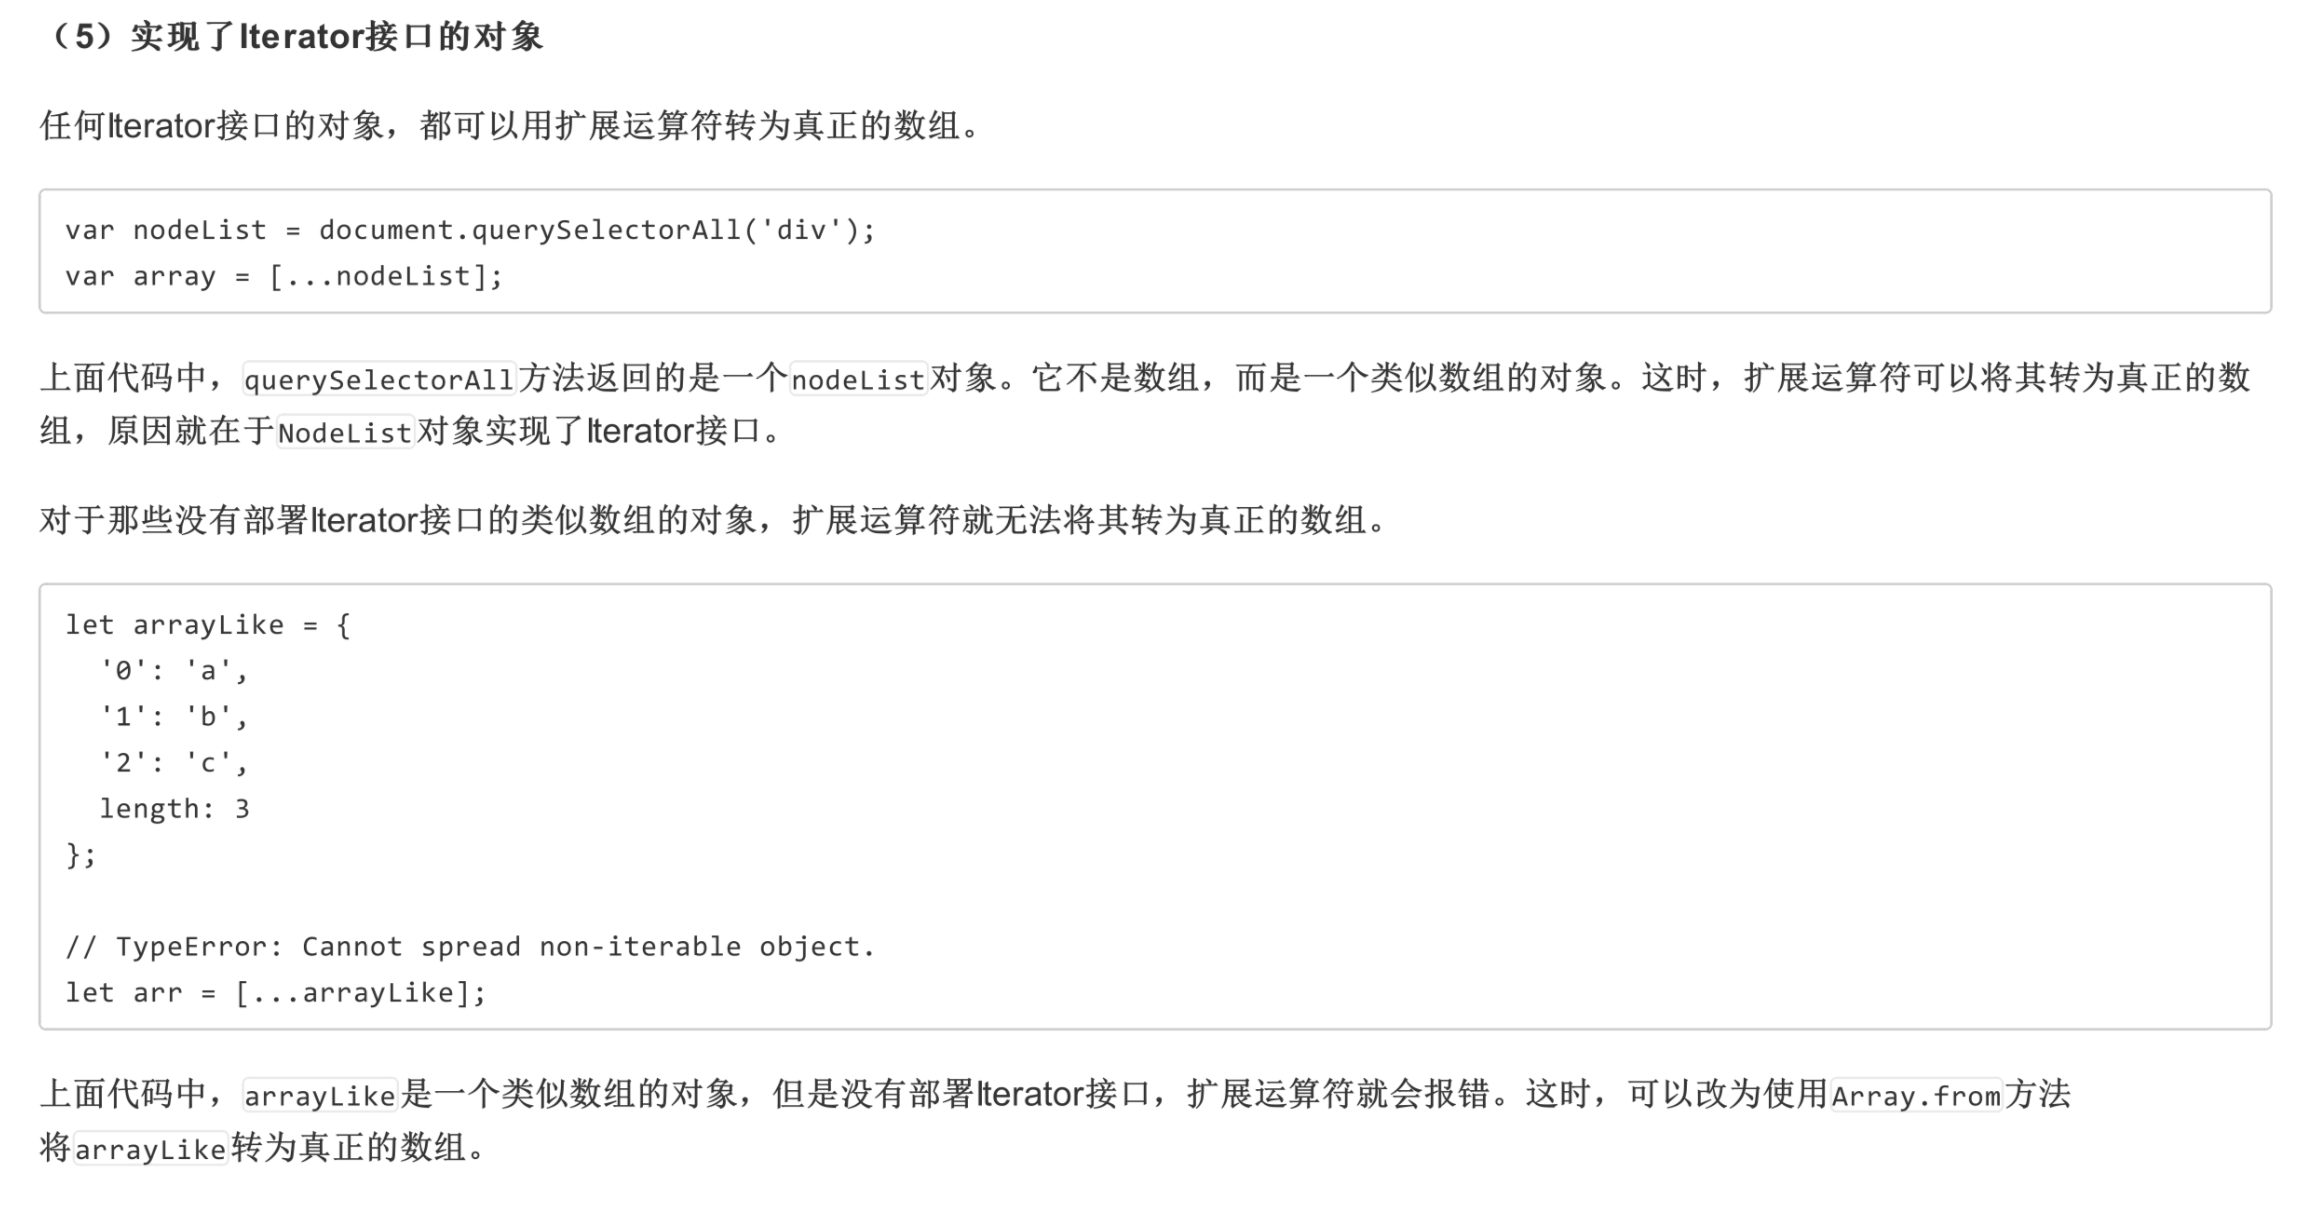 （5）实现了Iterator接口的对象
任何Iterator接口的对象，都可以用扩展运算符转为真正的数组。
var nodeList = document.querySelectorAll('div');
var array = [...nodeList];
上面代码中，querySelectorAll方法返回的是一个nodeList对象。它不是数组，而是一个类似数组的对象。这时，扩展运算符可以将其转为真正的数
组，原因就在于NodeList对象实现了Iterator接口。
对于那些没有部署Iterator接口的类似数组的对象，扩展运算符就无法将其转为真正的数组。
let arrayLike = {
  '0': 'a',
  '1': 'b',
  '2': 'c',
  length: 3
};
// TypeError: Cannot spread non-iterable object.
let arr = [...arrayLike];
上面代码中，arrayLike是一个类似数组的对象，但是没有部署Iterator接口，扩展运算符就会报错。这时，可以改为使用Array.from方法
将arrayLike转为真正的数组。